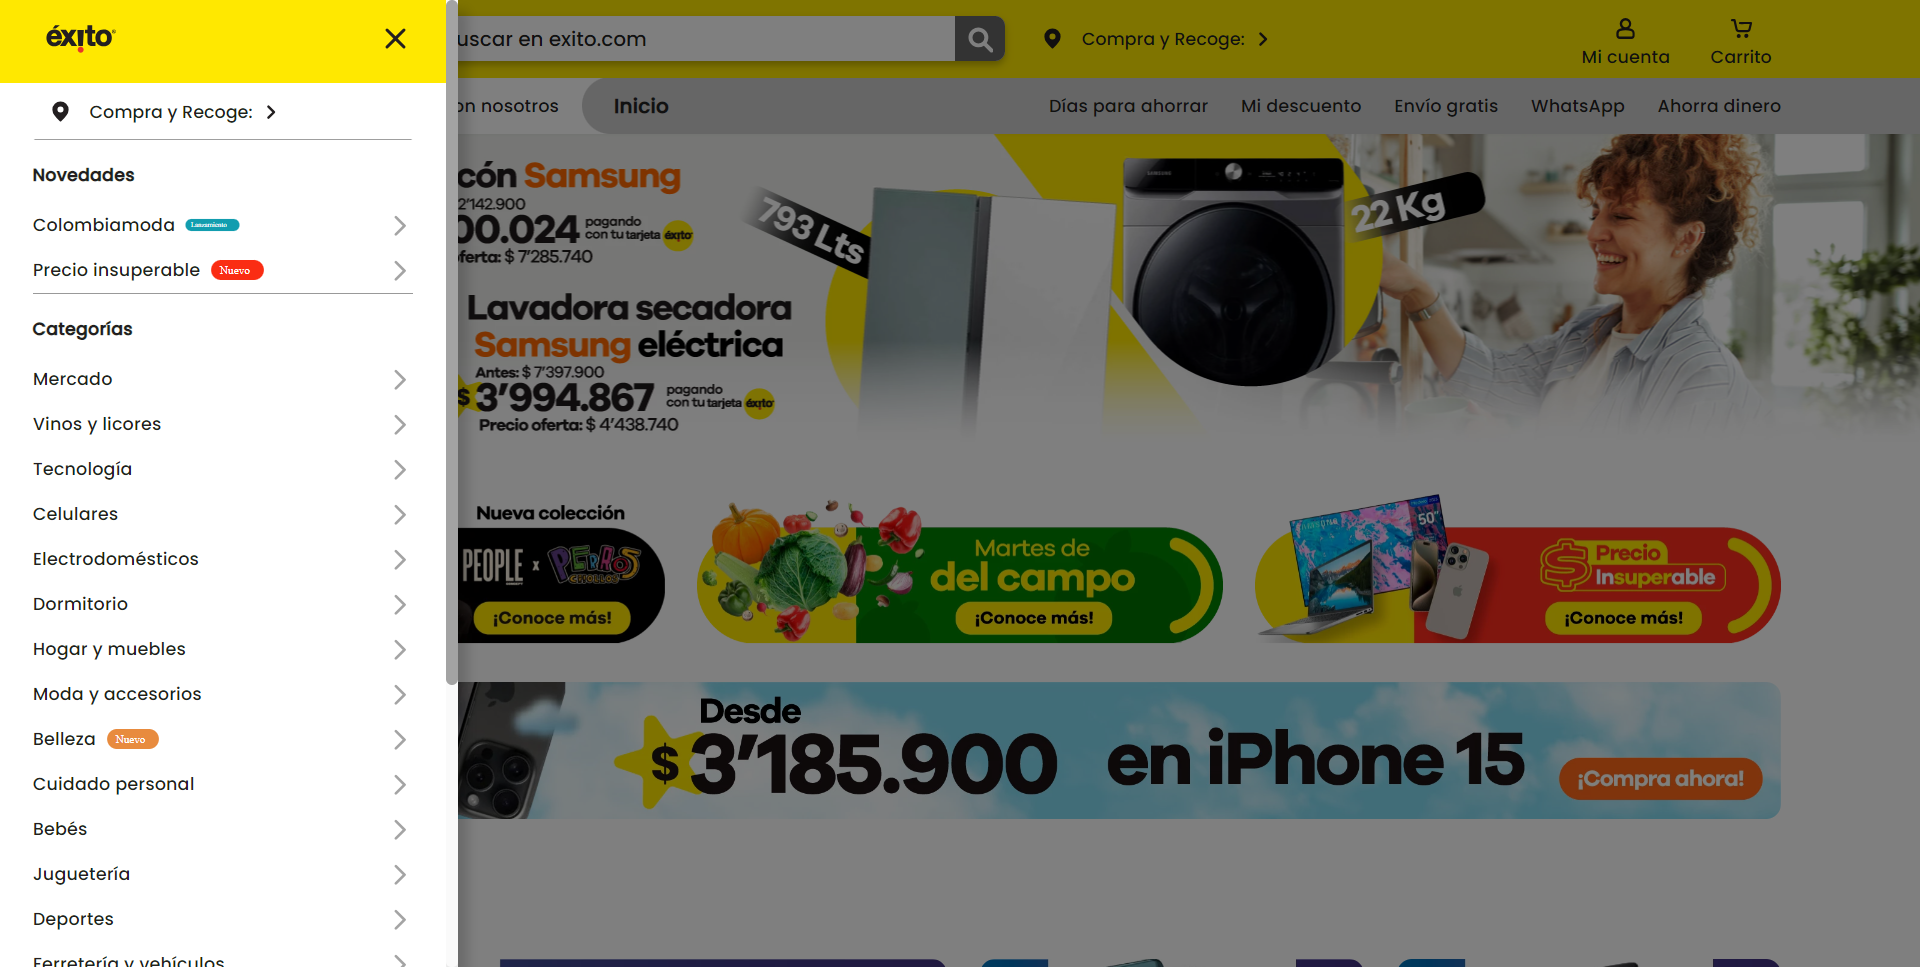 éxito
uscar en exito.com
Compra y Recoge:
Mi cuenta
Carrito
Compra y Recoge:
on nosotros
Inicio
Días para ahorrar
Mi descuento
Envío gratis
WhatsApp
Ahorra dinero
Novedades
Colombiamoda
Lanzamiento
Precio insuperable
Nuevo
Categorías
Mercado
Vinos y licores
Tecnología
Celulares
Electrodomésticos
Dormitorio
Hogar y muebles
Moda y accesorios
Belleza
Nuevo
Cuidado personal
Bebés
Juguetería
Deportes
Ferretería y vehículos
cón Samsung
2'142.900
00.024
pagando
con tu tarjeta éxito
ferta: $ 7'285.740
793 Lts
SAMSUNG
22 Kg
Lavadora secadora
Samsung eléctrica
Antes: $ 7'397.900
$ 3'994.867
pagando
con tu tarjeta éxito
Precio oferta: $ 4'438.740
Nueva colección
PEOPLE x PERROS
CRIOLLOS
¡Conoce más!
Martes de
del campo
¡Conoce más!
50"
Precio
Insuperable
¡Conoce más!
Desde
$ 3'185.900 en iPhone 15
¡Compra ahora!